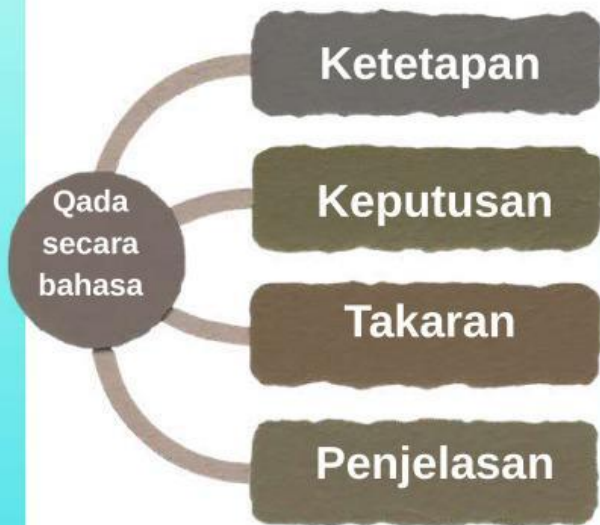 Qada
secara
bahasa
Ketetapan
Keputusan
Takaran
Penjelasan